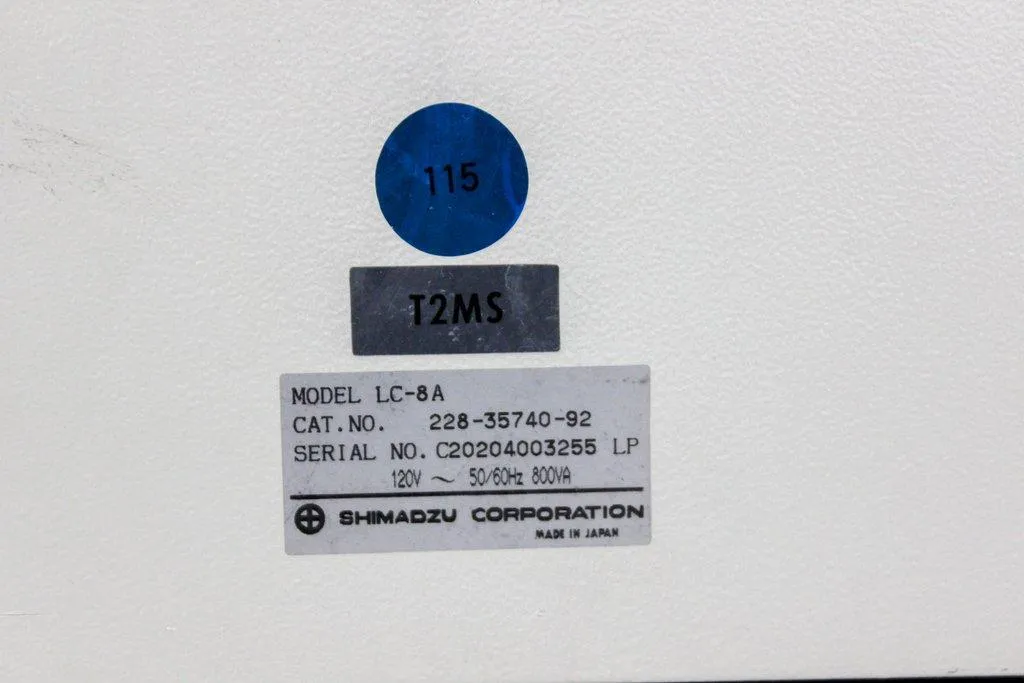 115
T2MS
MODEL LC-8A
CAT.NO. 228-35740-92
SERIAL NO. C20204003255 LP
120V ~ 50/60Hz 800VA
SHIMADZU CORPORATION
MADE IN JAPAN